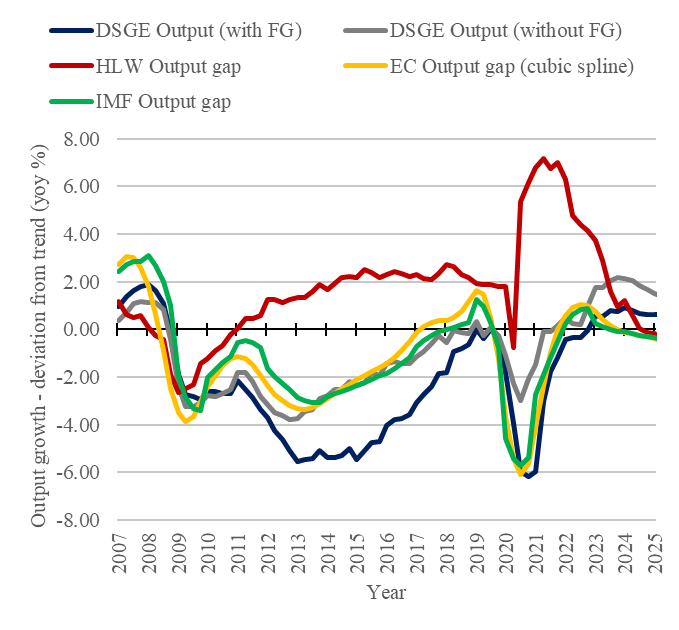 DSGE Output (with FG) DSGE Output (without FG)
HLW Output gap EC Output gap (cubic spline)
IMF Output gap
Output growth - deviation from trend (yoy %)
8.00
6.00
4.00
2.00
0.00
-2.00
-4.00
-6.00
-8.00
2007 2008 2009 2010 2011 2012 2013 2014 2015 2016 2017 2018 2019 2020 2021 2022 2023 2024 2025
Year